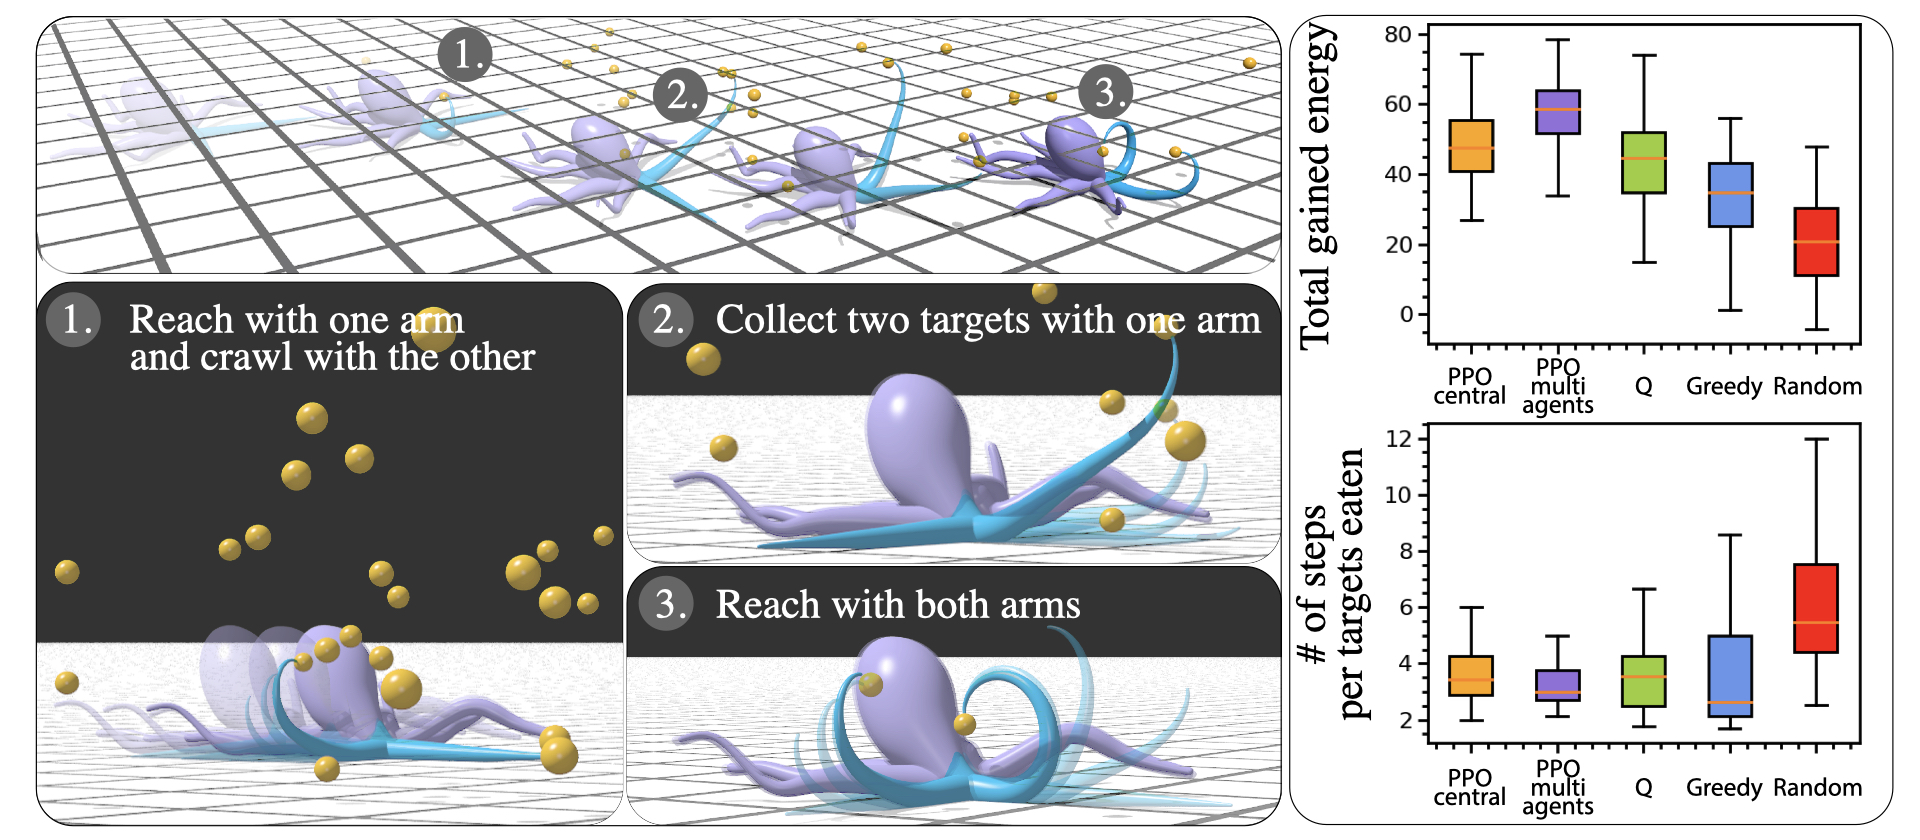 1.
2.
3.
1. Reach with one arm
and crawl with the other
2. Collect two targets with one arm
3. Reach with both arms
Total gained energy
80
60
40
20
0
PPO central
PPO multi agents
Q
Greedy
Random
# of steps
per targets eaten
12
10
8
6
4
2
PPO central
PPO multi agents
Q
Greedy
Random